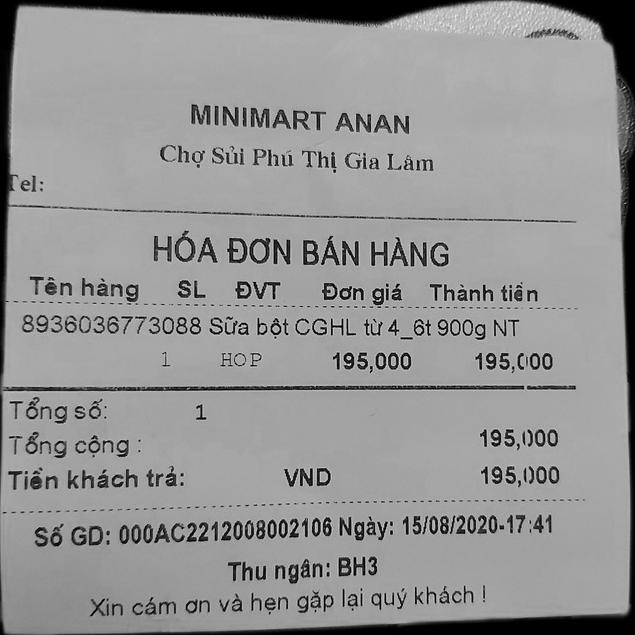 MINIMART ANAN
Chợ Sủi Phú Thị Gia Lâm
Tel:
HÓA ĐƠN BÁN HÀNG
Tên hàng SL ĐVT Đơn giá Thành tiền
8936036773088 Sữa bột CGHL từ 4_6t 900g NT
1 HOP 195,000 195,000
Tổng số: 1
Tổng cộng : 195,000
Tiền khách trả: VND 195,000
Số GD: 000AC2212008002106 Ngày: 15/08/2020-17:41
Thu ngân: BH3
Xin cám ơn và hẹn gặp lại quý khách !